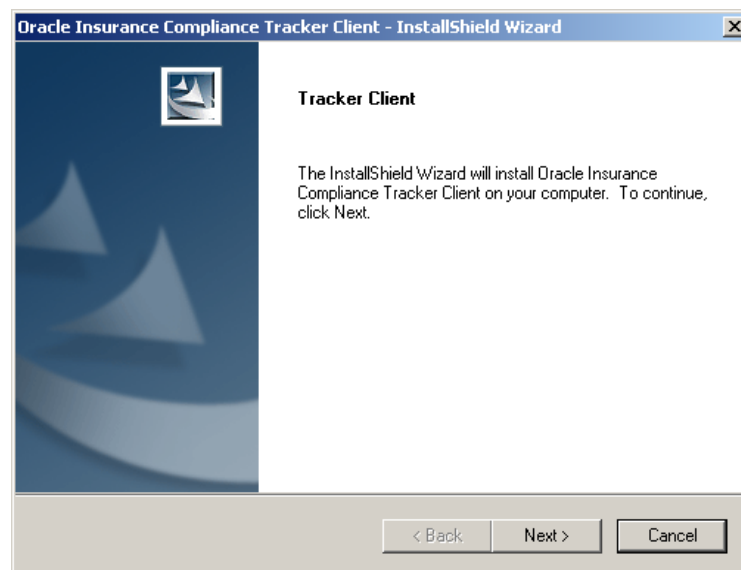 Oracle Insurance Compliance Tracker Client - InstallShield Wizard
Tracker Client
The InstallShield Wizard will install Oracle Insurance
Compliance Tracker Client on your computer.  To continue,
click Next.
< Back
Next >
Cancel